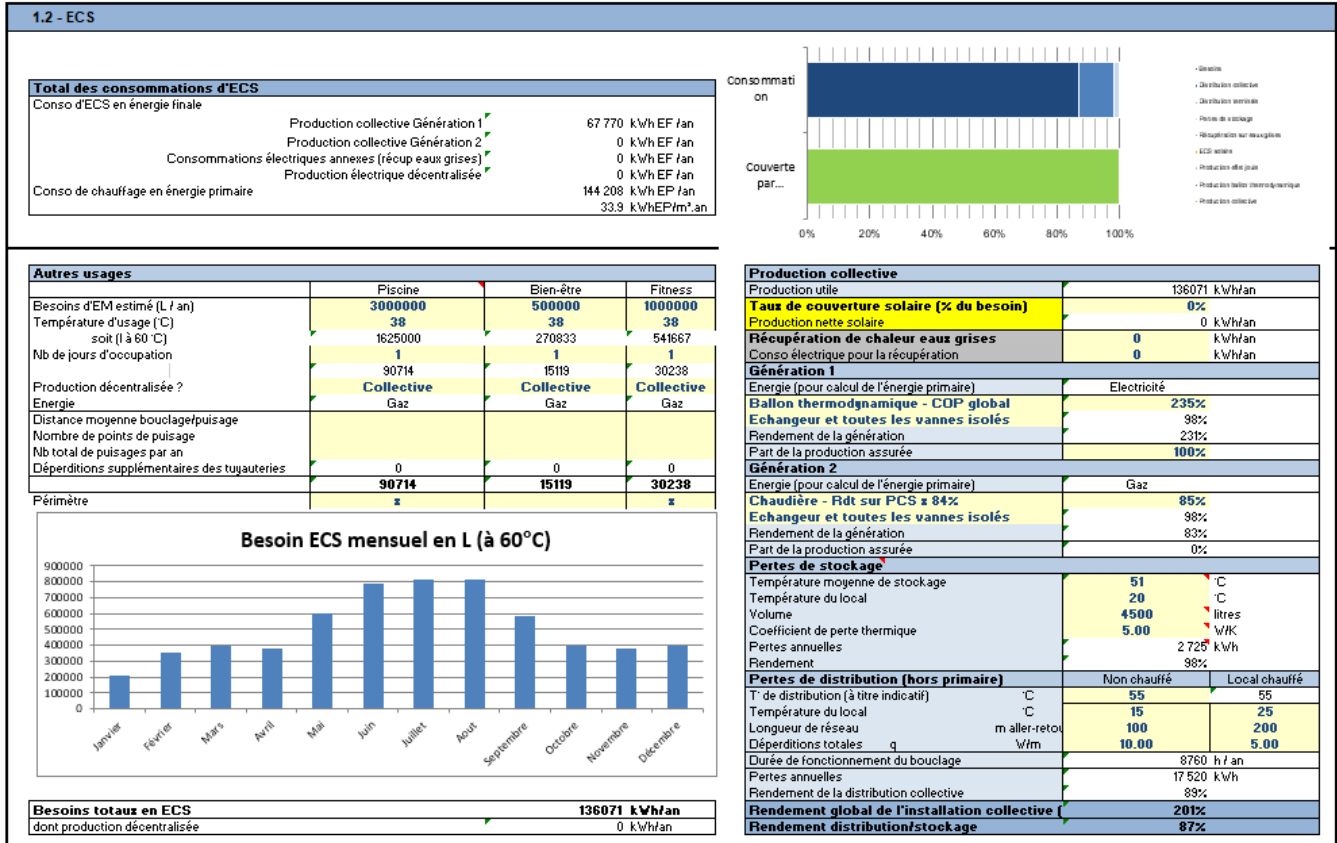 1.2 - ECS
Total des consommations d'ECS
Conso d'ECS en énergie finale
Production collective Génération 1 67 770 kWh EF /an
Production collective Génération 2 0 kWh EF /an
Consommations électriques annexes (récup eaux grises) 0 kWh EF /an
Production électrique décentralisée 0 kWh EF /an
Conso de chauffage en énergie primaire 144 208 kWh EP /an
33.9 kWhEP/m².an
Consommati
on
Couverte
par...
0% 20% 40% 60% 80% 100%
- Besoins
- Distribution collective
- Distribution terminale
- Pertes de stockage
- Récupération sur eaux grises
- ECS solaire
- Production effet joule
- Production ballon thermodynamique
- Production collective
Autres usages
Piscine Bien-être Fitness
Besoins d'EM estimé (L / an) 3000000 500000 1000000
Température d'usage (°C) 38 38 38
soit (l à 60 °C) 1625000 270833 541667
Nb de jours d'occupation 1 1 1
90714 15119 30238
Production décentralisée ? Collective Collective Collective
Energie Gaz Gaz Gaz
Distance moyenne bouclage/puisage
Nombre de points de puisage
Nb total de puisages par an
Déperditions supplémentaires des tuyauteries 0 0 0
90714 15119 30238
Périmètre x x
Besoin ECS mensuel en L (à 60°C)
900000
800000
700000
600000
500000
400000
300000
200000
100000
0
Janvier Février Mars Avril Mai Juin Juillet Aout Septembre Octobre Novembre Décembre
Besoins totaux en ECS 136071 kWh/an
dont production décentralisée 0 kWh/an
Production collective
Production utile 136071 kWh/an
Taux de couverture solaire (% du besoin) 0%
Production nette solaire 0 kWh/an
Récupération de chaleur eaux grises 0 kWh/an
Conso électrique pour la récupération 0 kWh/an
Génération 1
Energie (pour calcul de l'énergie primaire) Electricité
Ballon thermodynamique - COP global 235%
Echangeur et toutes les vannes isolés 98%
Rendement de la génération 231%
Part de la production assurée 100%
Génération 2
Energie (pour calcul de l'énergie primaire) Gaz
Chaudière - Rdt sur PCS x 84% 85%
Echangeur et toutes les vannes isolés 98%
Rendement de la génération 83%
Part de la production assurée 0%
Pertes de stockage
Température moyenne de stockage 51 °C
Température du local 20 °C
Volume 4500 litres
Coefficient de perte thermique 5.00 W/K
Pertes annuelles 2 725 kWh
Rendement 98%
Pertes de distribution (hors primaire) Non chauffé Local chauffé
T° de distribution (à titre indicatif) °C 55 55
Température du local °C 15 25
Longueur de réseau m aller-retou 100 200
Déperditions totales q W/m 10.00 5.00
Durée de fonctionnement du bouclage 8760 h / an
Pertes annuelles 17 520 kWh
Rendement de la distribution collective 89%
Rendement global de l'installation collective ( 201%
Rendement distribution/stockage 87%